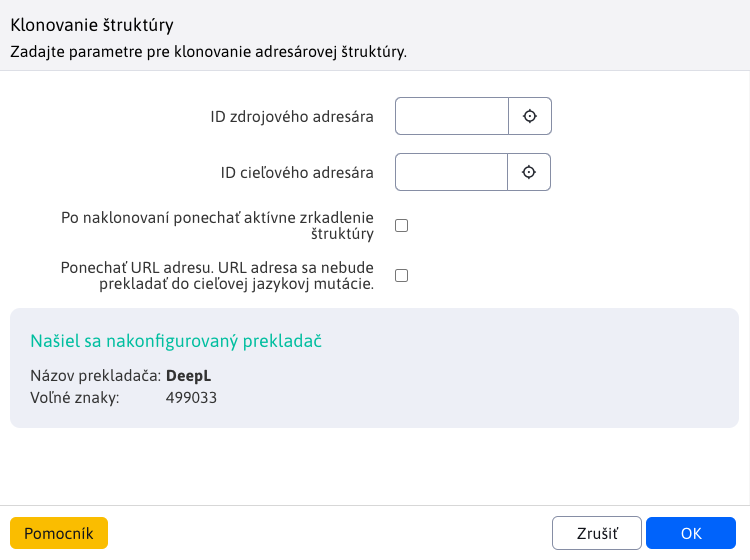 Klonovanie štruktúry
Zadajte parametre pre klonovanie adresárovej štruktúry.
ID zdrojového adresára
ID cieľového adresára
Po naklonovaní ponechať aktívne zrkadlenie
štruktúry
Ponechať URL adresu. URL adresa sa nebude
prekladať do cieľovej jazykovj mutácie.
Našiel sa nakonfigurovaný prekladač
Názov prekladača: DeepL
Voľné znaky: 499033
Pomocník
Zrušiť
OK